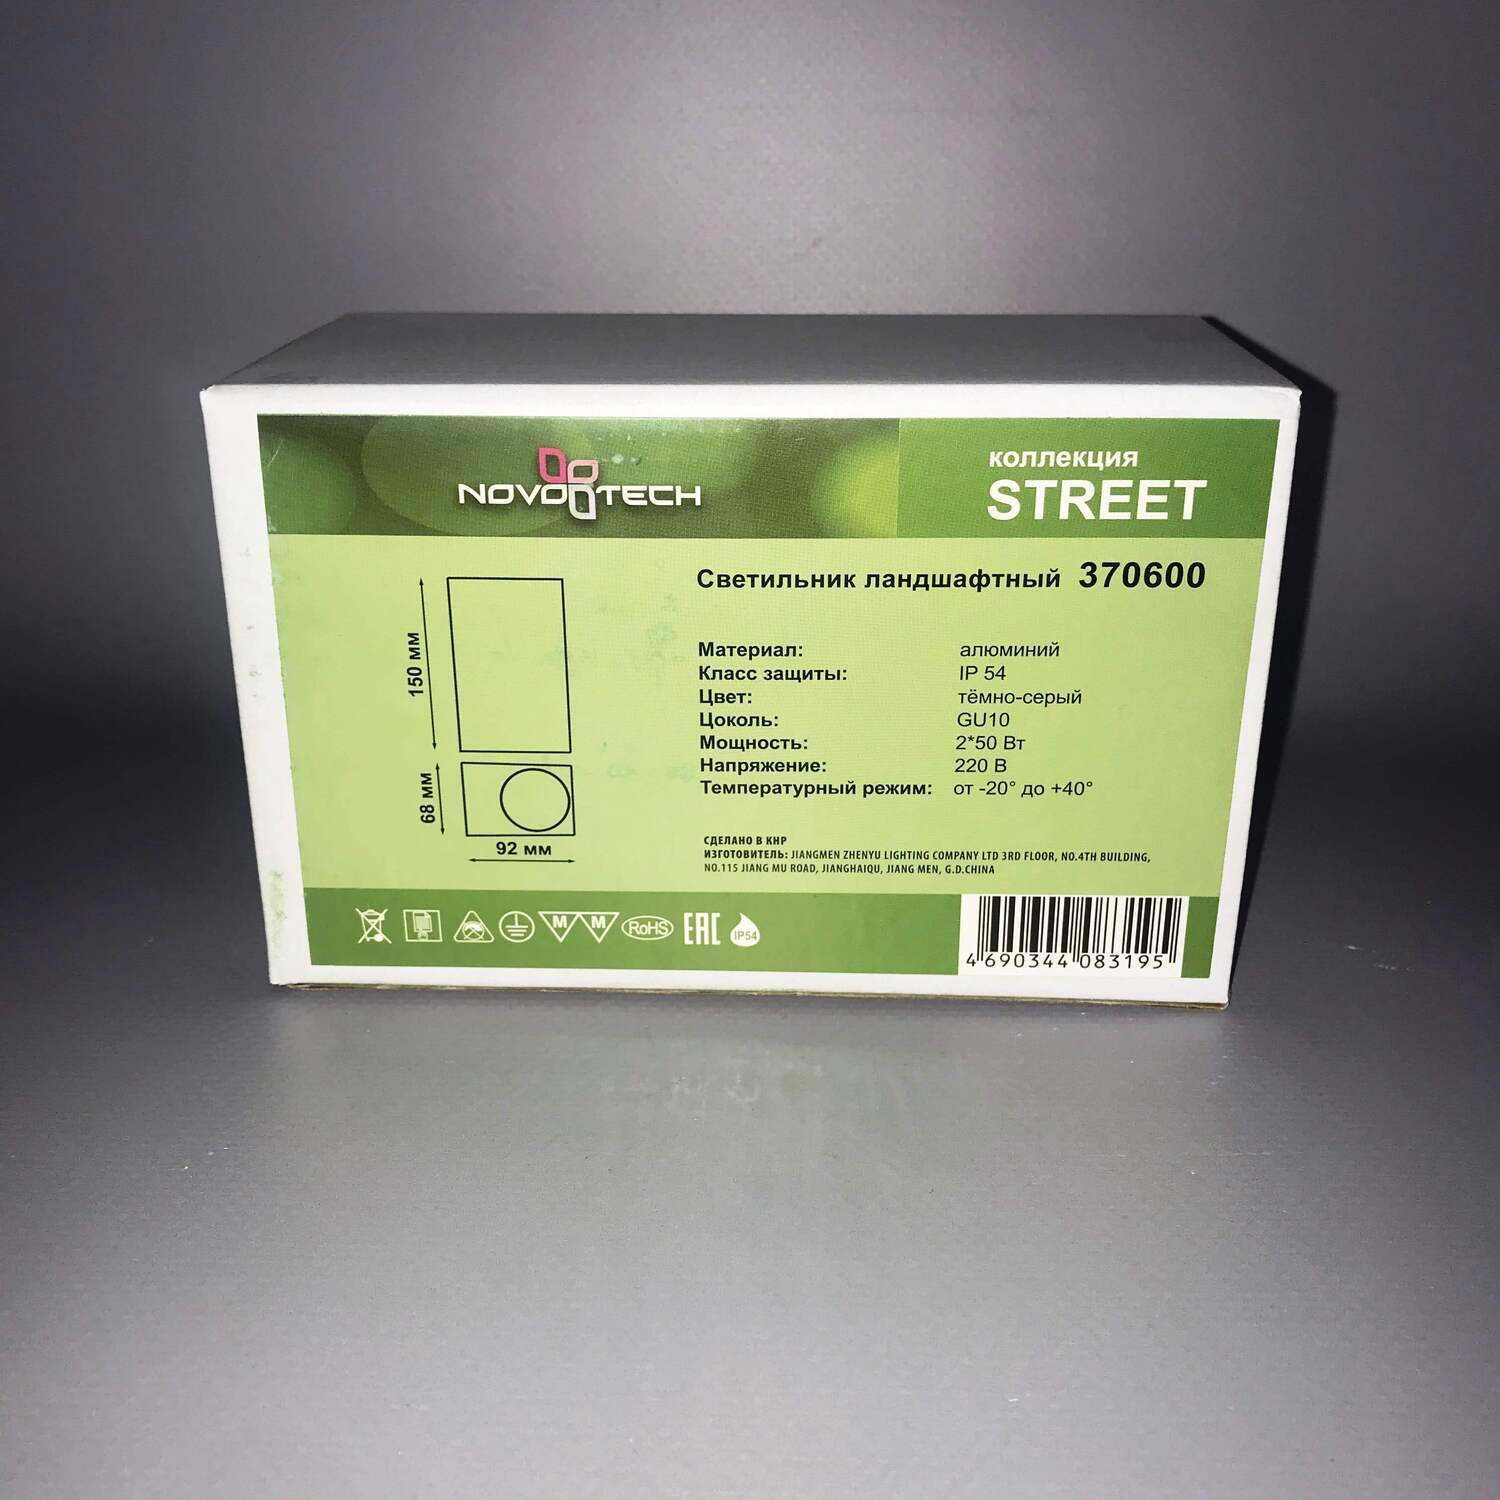 NOVOTECH
коллекция
STREET
Светильник ландшафтный 370600
150 мм
68 мм
92 мм
Материал: алюминий
Класс защиты: IP 54
Цвет: тёмно-серый
Цоколь: GU10
Мощность: 2*50 Вт
Напряжение: 220 В
Температурный режим: от -20° до +40°
СДЕЛАНО В КНР
ИЗГОТОВИТЕЛЬ: JIANGMEN ZHENYU LIGHTING COMPANY LTD 3RD FLOOR, NO.4TH BUILDING,
NO.115 JIANG MU ROAD, JIANGHAIQU, JIANG MEN, G.D.CHINA
M M RoHS EAC IP54
4 690344 083195